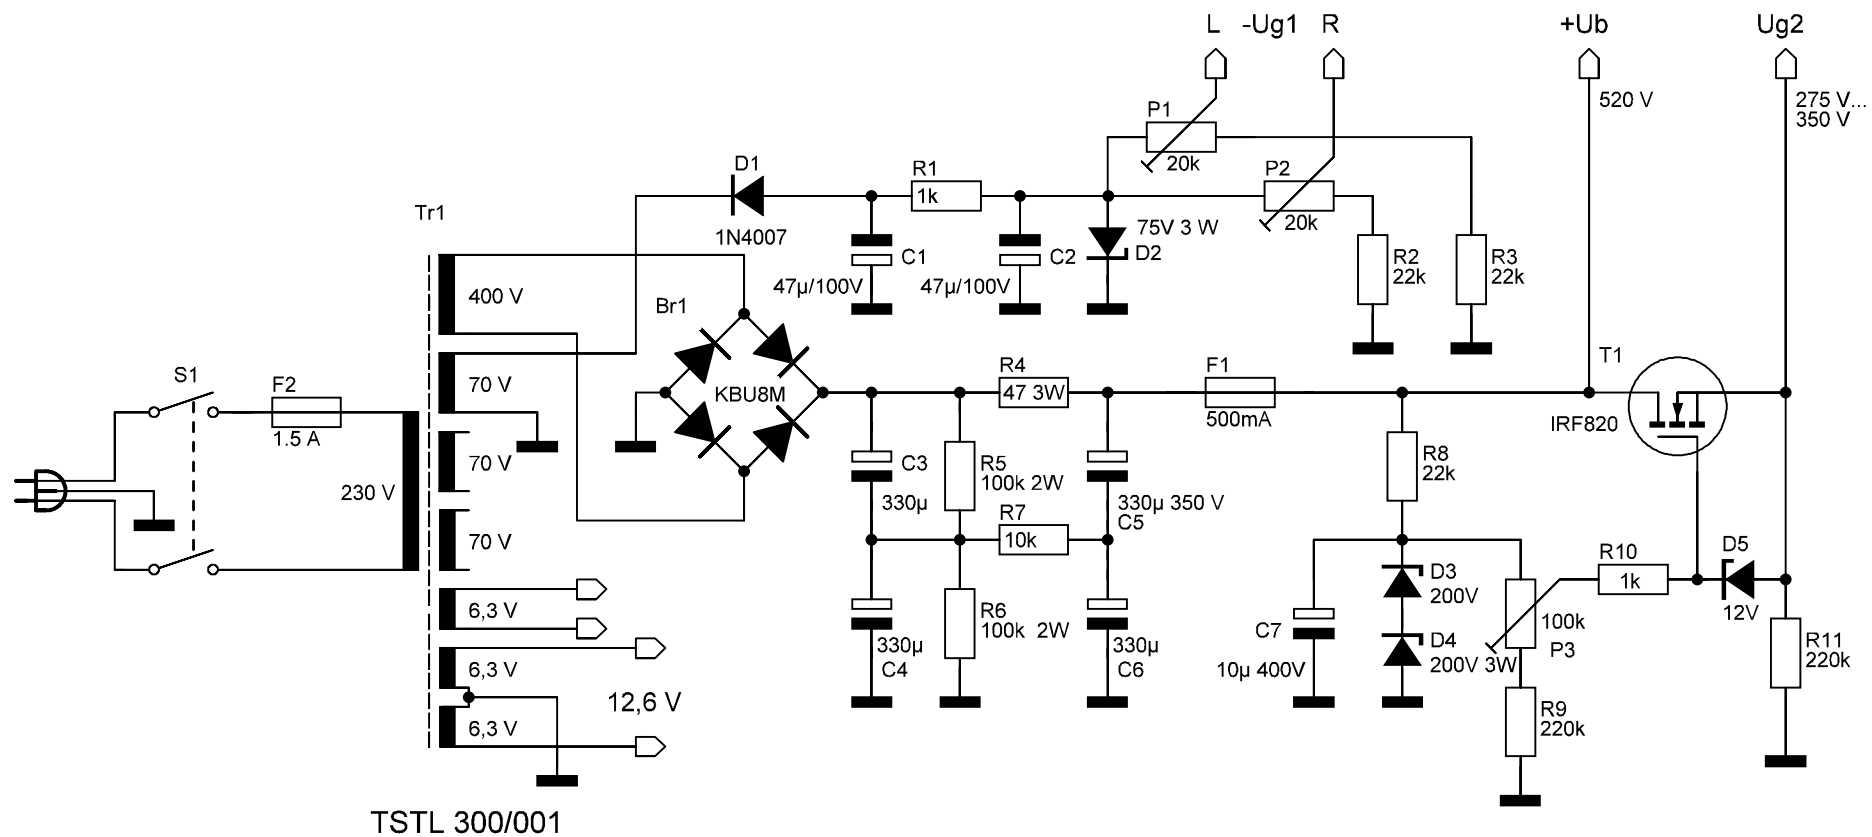 L -Ug1 R +Ub Ug2
520 V
275 V...
350 V
P1
20k
P2
20k
D1
1N4007
R1
1k
C1
47µ/100V
C2
47µ/100V
75V 3 W
D2
R2
22k
R3
22k
Tr1
400 V
70 V
70 V
70 V
6,3 V
6,3 V
6,3 V
12,6 V
Br1
KBU8M
S1
F2
1.5 A
230 V
R4
47 3W
F1
500mA
T1
IRF820
C3
330µ
R5
100k 2W
R7
10k
330µ 350 V
C5
R8
22k
330µ
C4
R6
100k 2W
330µ
C6
C7
10µ 400V
D3
200V
D4
200V 3W
100k
P3
R10
1k
D5
12V
R9
220k
R11
220k
TSTL 300/001